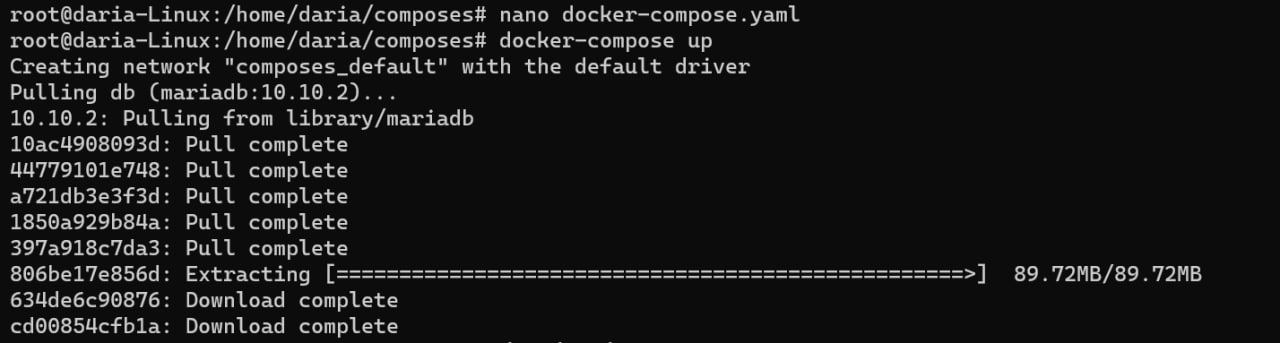 root@daria-Linux:/home/daria/composes# nano docker-compose.yaml
root@daria-Linux:/home/daria/composes# docker-compose up
Creating network "composes_default" with the default driver
Pulling db (mariadb:10.10.2)...
10.10.2: Pulling from library/mariadb
10ac4908093d: Pull complete
44779101e748: Pull complete
a721db3e3f3d: Pull complete
1850a929b84a: Pull complete
397a918c7da3: Pull complete
806be17e856d: Extracting [==================================================>]  89.72MB/89.72MB
634de6c90876: Download complete
cd00854cfb1a: Download complete